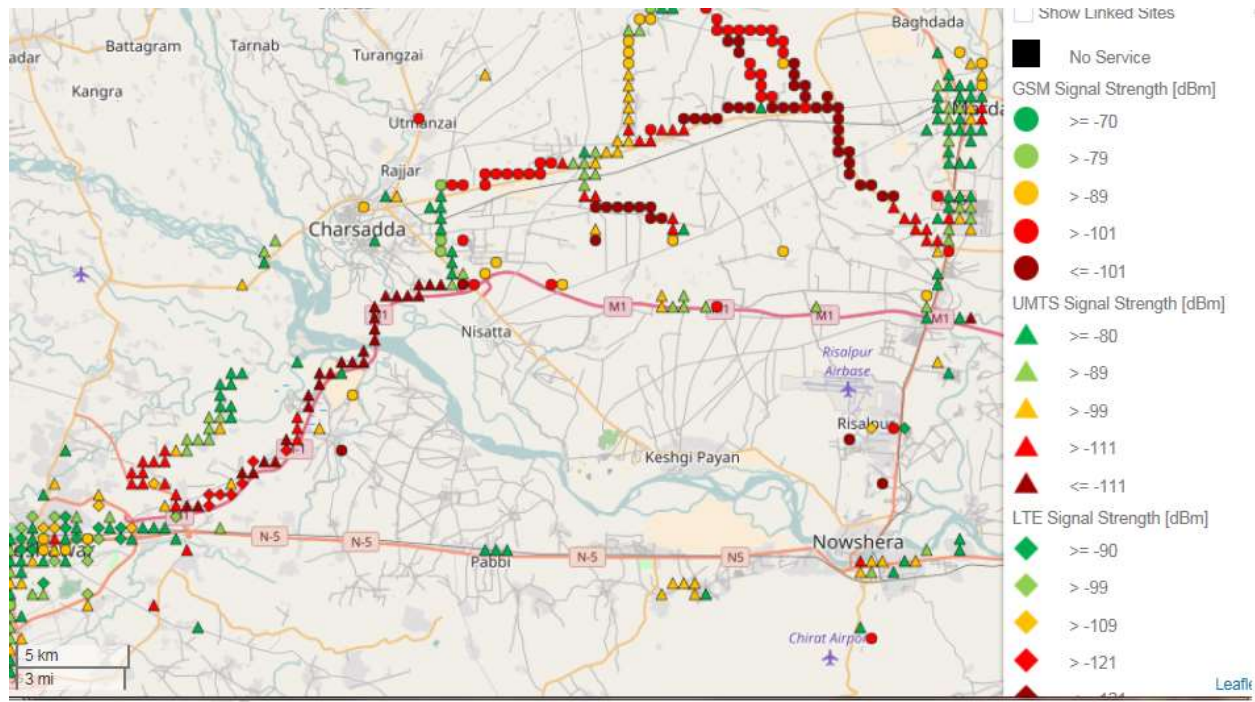 Baghdada
Show Linked Sites
Battagram
Tarnab
Turangzai
No Service
Kangra
GSM Signal Strength [dBm]
Utmanzai
>= -70
> -79
Rajjar
> -89
Charsadda
> -101
<= -101
UMTS Signal Strength [dBm]
M1
M1
M1
Nisatta
>= -80
Risalpur
Airbase
> -89
> -99
Keshgi Payan
> -111
<= -111
LTE Signal Strength [dBm]
N-5
N-5
N-5
N5
Nowshera
>= -90
Pabbi
> -99
> -109
Chirat Airport
5 km
3 mi
> -121
Leafle